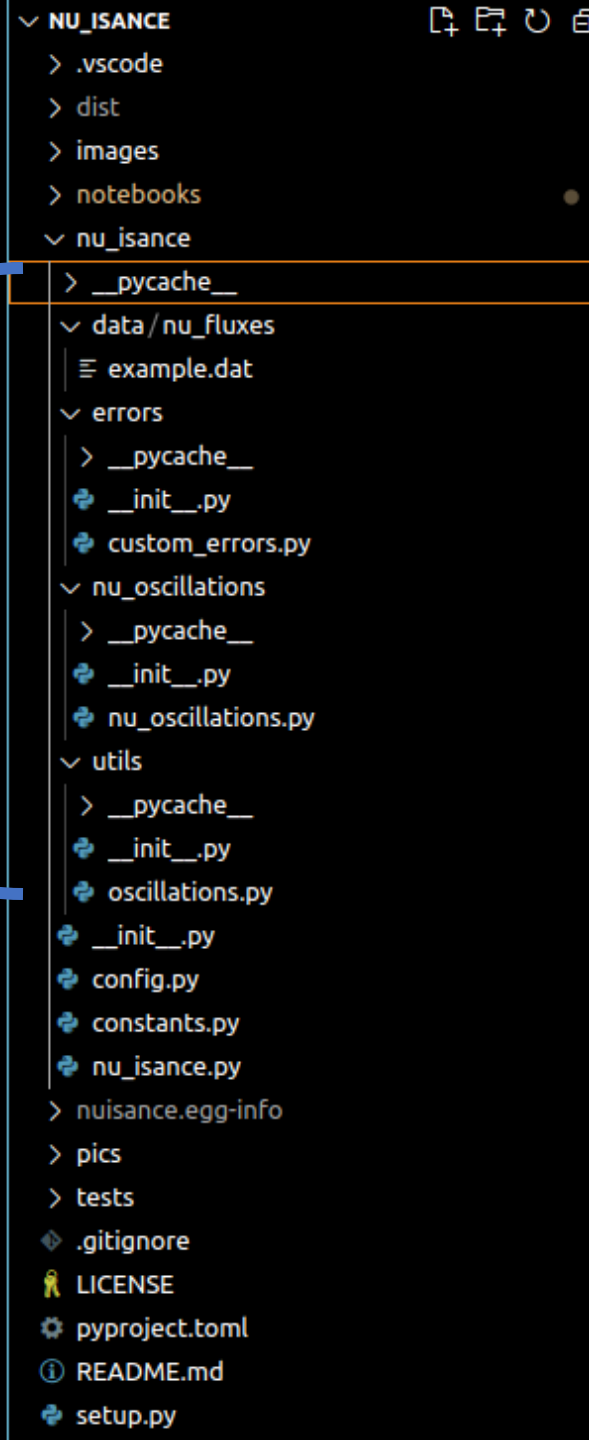 NU_ISANCE
.vscode
dist
images
notebooks
nu_isance
__pycache__
data/nu_fluxes
example.dat
errors
__pycache__
__init__.py
custom_errors.py
nu_oscillations
__pycache__
__init__.py
nu_oscillations.py
utils
__pycache__
__init__.py
oscillations.py
__init__.py
config.py
constants.py
nu_isance.py
nuisance.egg-info
pics
tests
.gitignore
LICENSE
pyproject.toml
README.md
setup.py